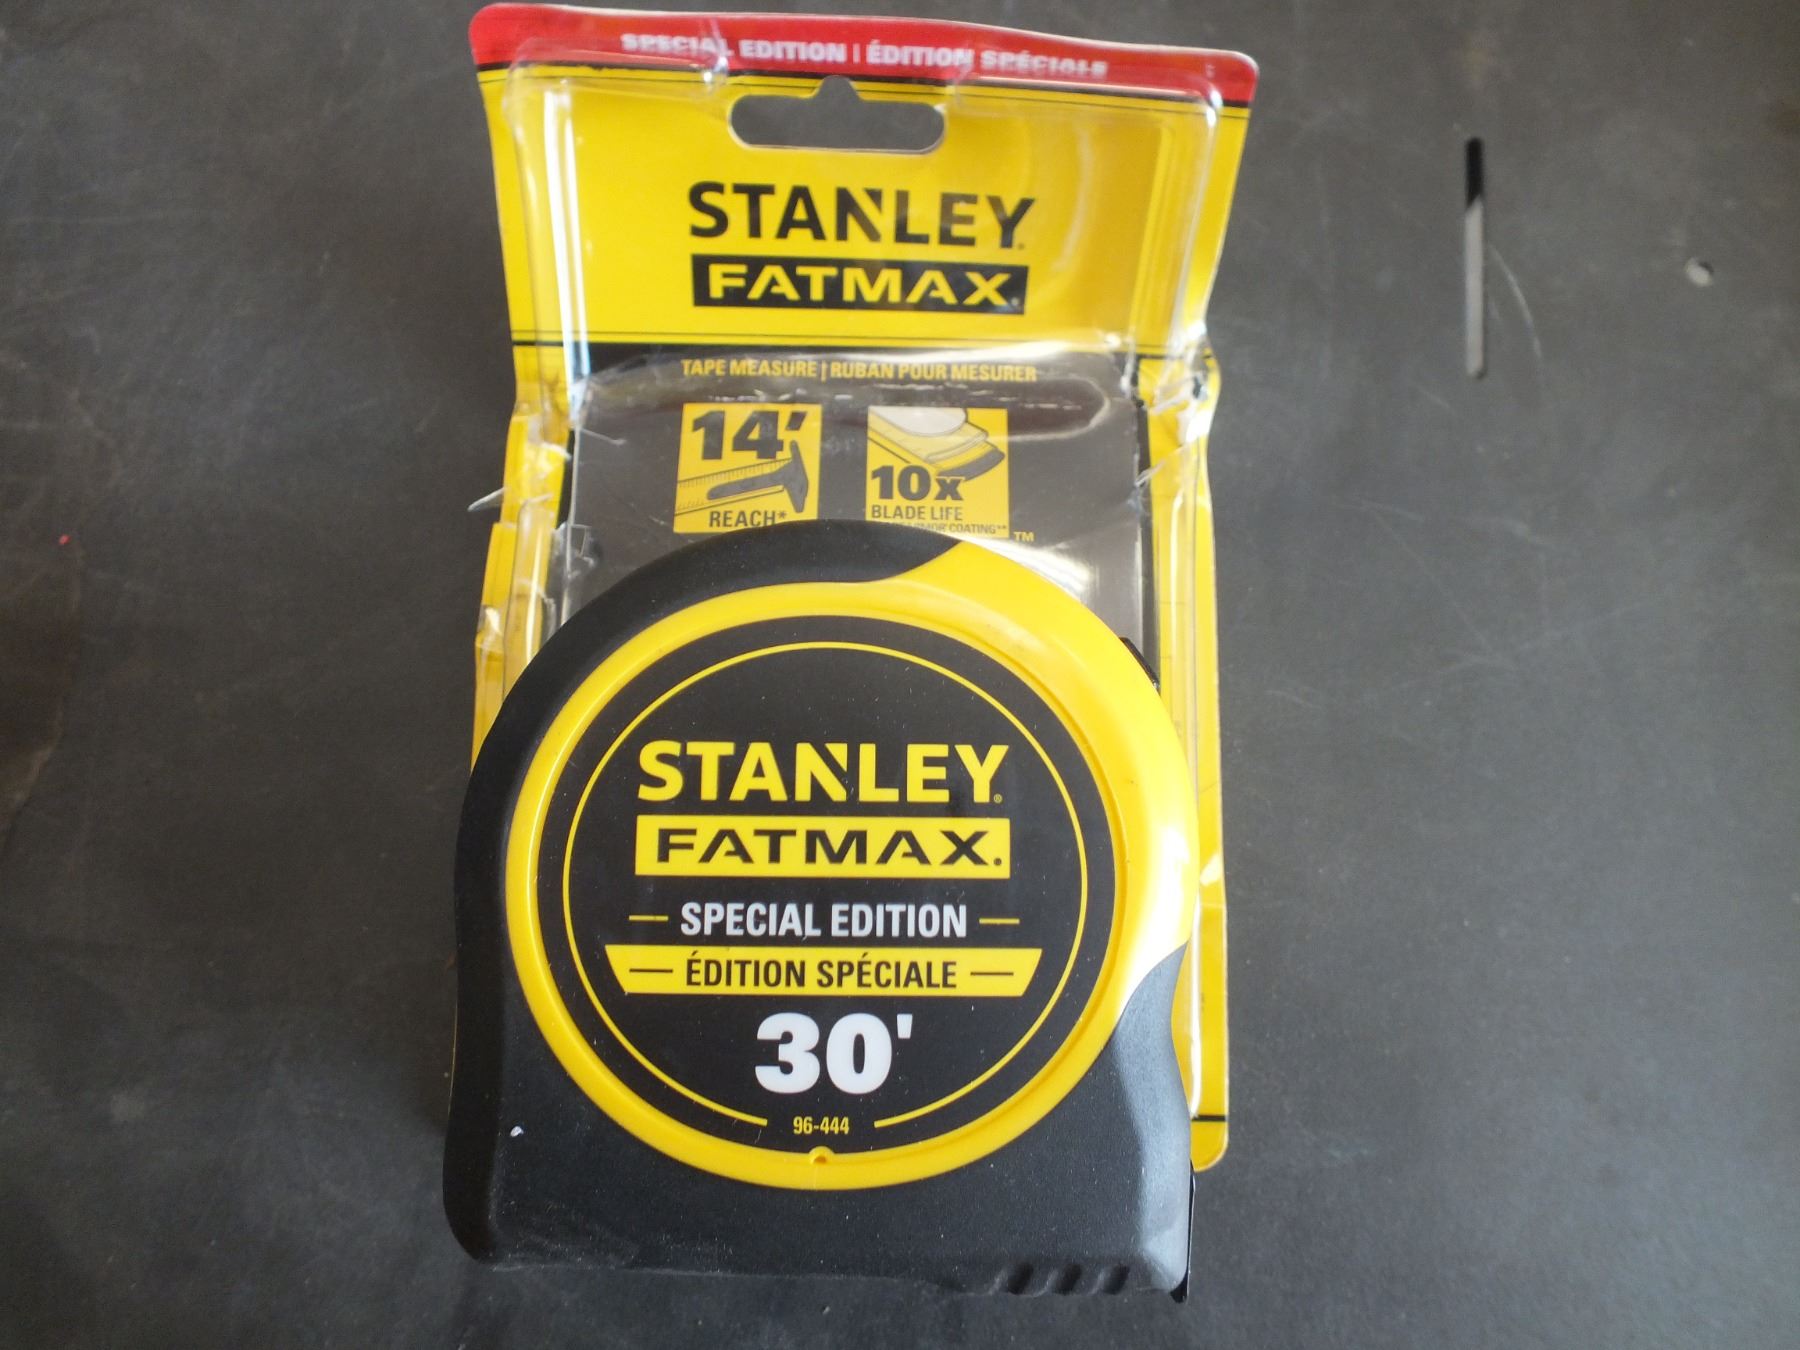 SPECIAL EDITION | ÉDITION SPÉCIALE
STANLEY®
FATMAX®
TAPE MEASURE | RUBAN POUR MESURER
14'
REACH*
10x
BLADE LIFE
COATING**
™
STANLEY®
FATMAX®
SPECIAL EDITION
ÉDITION SPÉCIALE
30'
96-444